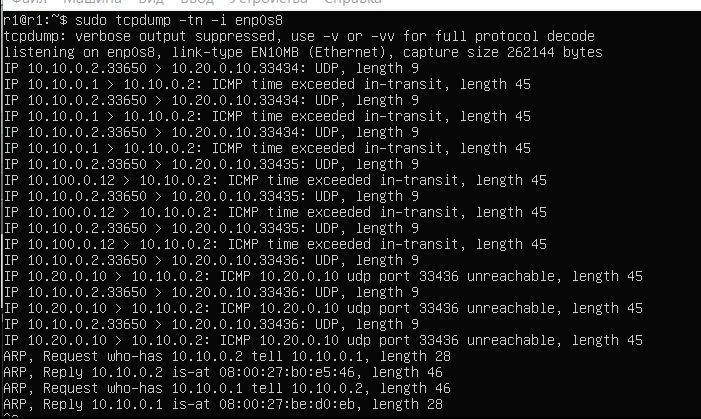 r1@r1:~$ sudo tcpdump -tn -i enp0s8
tcpdump: verbose output suppressed, use -v or -vv for full protocol decode
listening on enp0s8, link-type EN10MB (Ethernet), capture size 262144 bytes
IP 10.10.0.2.33650 > 10.20.0.10.33434: UDP, length 9
IP 10.10.0.1 > 10.10.0.2: ICMP time exceeded in-transit, length 45
IP 10.10.0.2.33650 > 10.20.0.10.33434: UDP, length 9
IP 10.10.0.1 > 10.10.0.2: ICMP time exceeded in-transit, length 45
IP 10.10.0.2.33650 > 10.20.0.10.33434: UDP, length 9
IP 10.10.0.1 > 10.10.0.2: ICMP time exceeded in-transit, length 45
IP 10.10.0.2.33650 > 10.20.0.10.33435: UDP, length 9
IP 10.100.0.12 > 10.10.0.2: ICMP time exceeded in-transit, length 45
IP 10.10.0.2.33650 > 10.20.0.10.33435: UDP, length 9
IP 10.100.0.12 > 10.10.0.2: ICMP time exceeded in-transit, length 45
IP 10.10.0.2.33650 > 10.20.0.10.33435: UDP, length 9
IP 10.100.0.12 > 10.10.0.2: ICMP time exceeded in-transit, length 45
IP 10.10.0.2.33650 > 10.20.0.10.33436: UDP, length 9
IP 10.20.0.10 > 10.10.0.2: ICMP 10.20.0.10 udp port 33436 unreachable, length 45
IP 10.10.0.2.33650 > 10.20.0.10.33436: UDP, length 9
IP 10.20.0.10 > 10.10.0.2: ICMP 10.20.0.10 udp port 33436 unreachable, length 45
IP 10.10.0.2.33650 > 10.20.0.10.33436: UDP, length 9
IP 10.20.0.10 > 10.10.0.2: ICMP 10.20.0.10 udp port 33436 unreachable, length 45
ARP, Request who-has 10.10.0.2 tell 10.10.0.1, length 28
ARP, Reply 10.10.0.2 is-at 08:00:27:b0:e5:46, length 46
ARP, Request who-has 10.10.0.1 tell 10.10.0.2, length 46
ARP, Reply 10.10.0.1 is-at 08:00:27:be:d0:eb, length 28